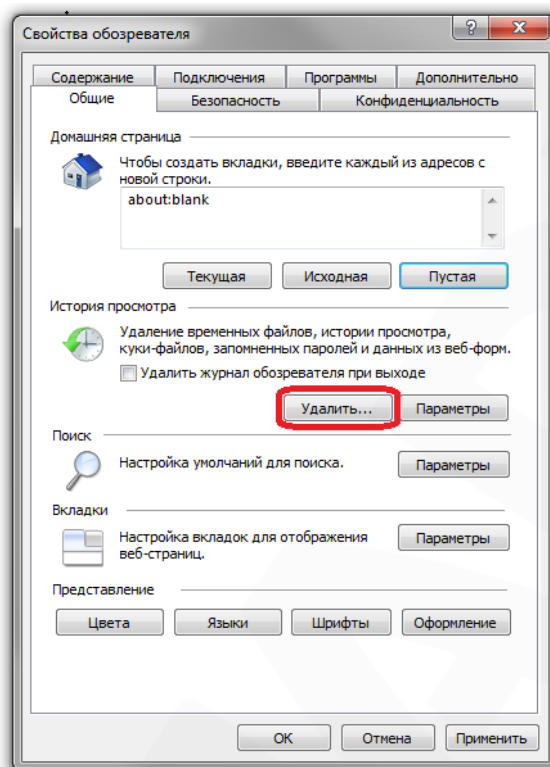 Свойства обозревателя
Содержание Подключения Программы Дополнительно
Общие Безопасность Конфиденциальность
Домашняя страница
Чтобы создать вкладки, введите каждый из адресов с
новой строки.
about:blank
Текущая Исходная Пустая
История просмотра
Удаление временных файлов, истории просмотра,
куки-файлов, запомненных паролей и данных из веб-форм.
Удалить журнал обозревателя при выходе
Удалить... Параметры
Поиск
Настройка умолчаний для поиска. Параметры
Вкладки
Настройка вкладок для отображения Параметры
веб-страниц.
Представление
Цвета Языки Шрифты Оформление
ОК Отмена Применить